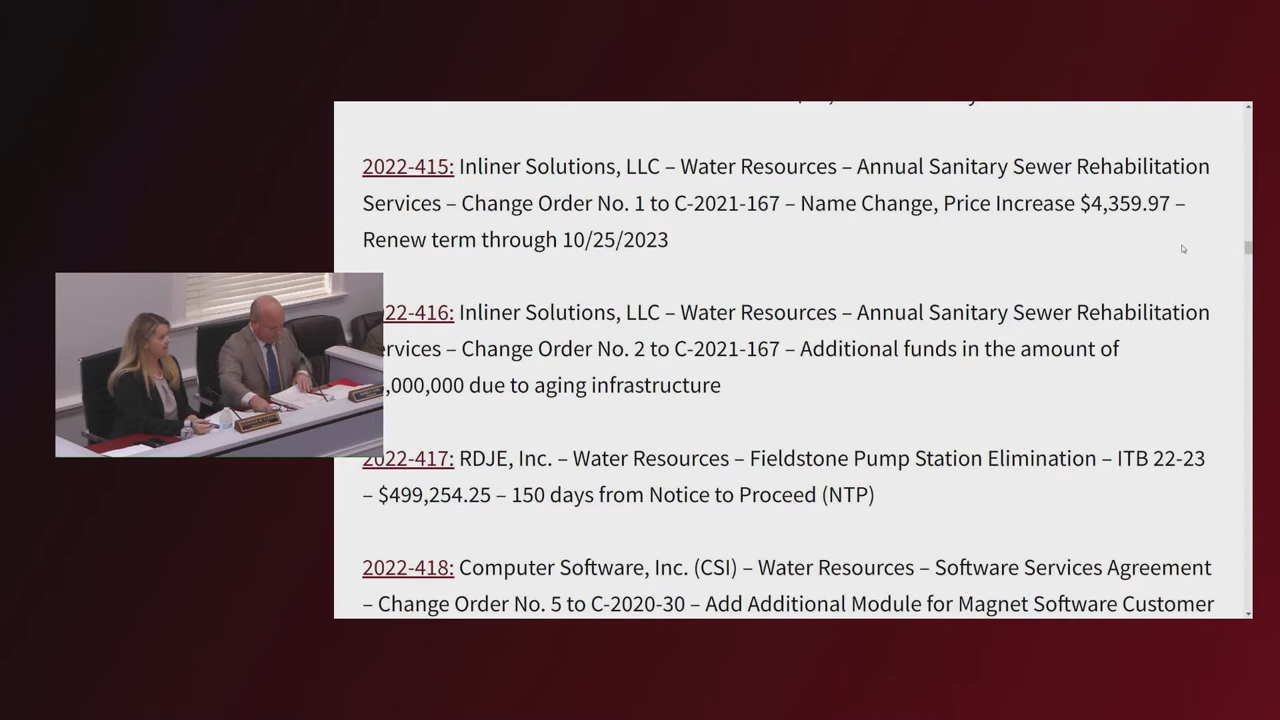 2022-415: Inliner Solutions, LLC – Water Resources – Annual Sanitary Sewer Rehabilitation
Services – Change Order No. 1 to C-2021-167 – Name Change, Price Increase $4,359.97 –
Renew term through 10/25/2023
22-416: Inliner Solutions, LLC – Water Resources – Annual Sanitary Sewer Rehabilitation
ervices – Change Order No. 2 to C-2021-167 – Additional funds in the amount of
,000,000 due to aging infrastructure
2022-417: RDJE, Inc. – Water Resources – Fieldstone Pump Station Elimination – ITB 22-23
– $499,254.25 – 150 days from Notice to Proceed (NTP)
2022-418: Computer Software, Inc. (CSI) – Water Resources – Software Services Agreement
– Change Order No. 5 to C-2020-30 – Add Additional Module for Magnet Software Customer